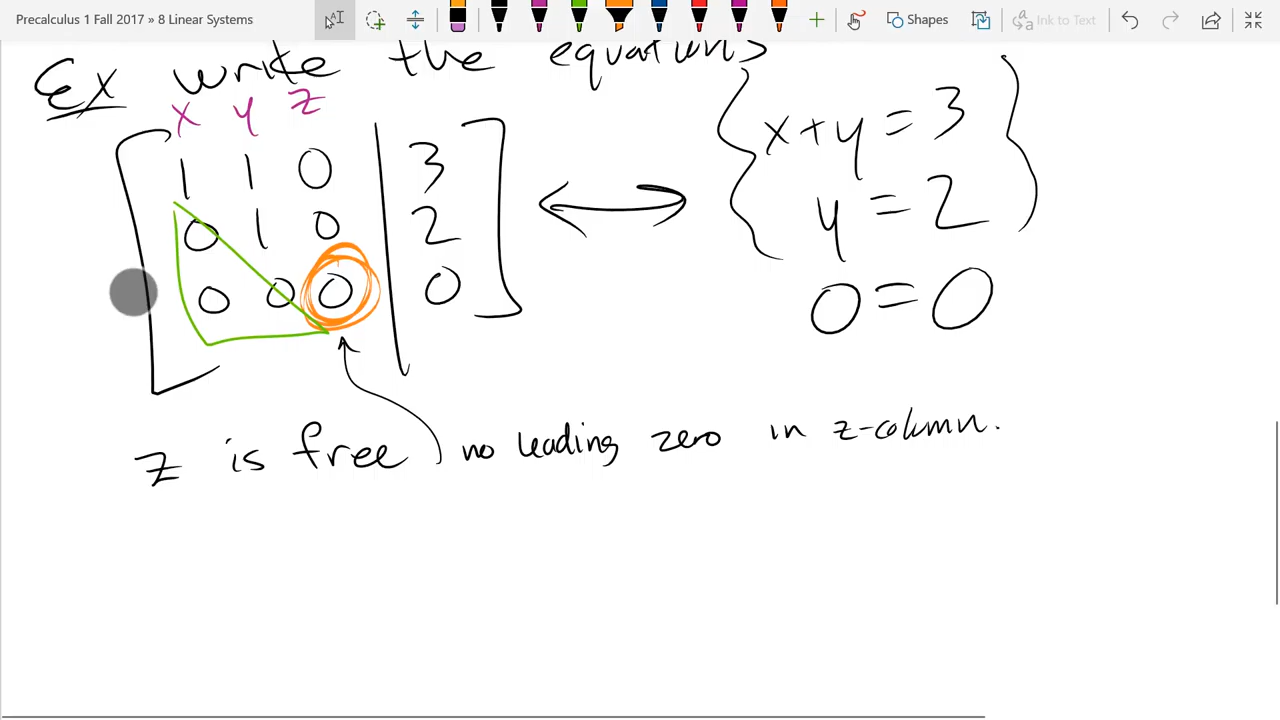 Precalculus 1 Fall 2017 » 8 Linear Systems
Shapes
Ink to Text
Ex write the equations
x y z
1 1 0 | 3
x+y=3
0 1 0 | 2
y=2
0 0 0 | 0
0=0
z is free
no leading zero in z-column.